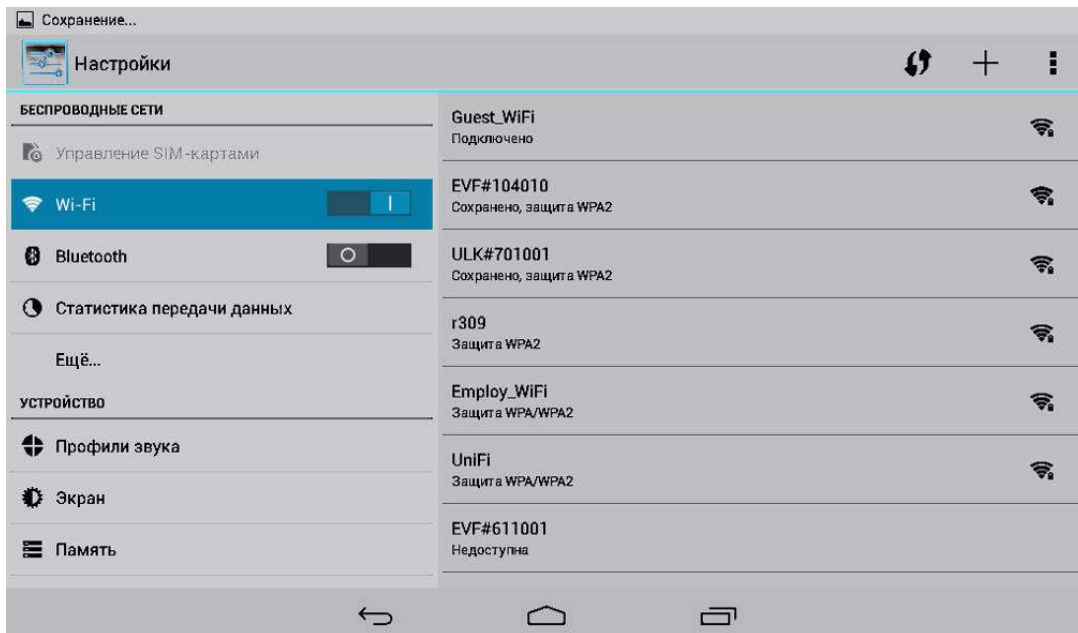 Сохранение...
Настройки
БЕСПРОВОДНЫЕ СЕТИ
Управление SIM-картами
Wi-Fi
Bluetooth
Статистика передачи данных
Ещё...
УСТРОЙСТВО
Профили звука
Экран
Память
Guest_WiFi
Подключено
EVF#104010
Сохранено, защита WPA2
ULK#701001
Сохранено, защита WPA2
r309
Защита WPA2
Employ_WiFi
Защита WPA/WPA2
UniFi
Защита WPA/WPA2
EVF#611001
Недоступна